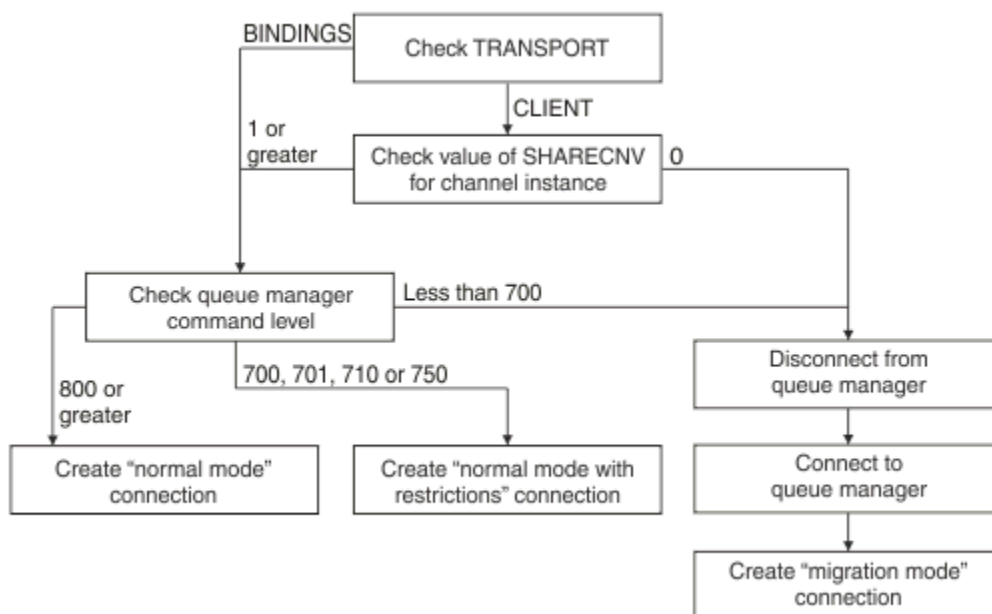 BINDINGS
Check TRANSPORT
CLIENT
1 or
greater
Check value of SHARECNV
for channel instance
0
Check queue manager
command level
Less than 700
800 or
greater
700, 701, 710 or 750
Disconnect from
queue manager
Create “normal mode”
connection
Create “normal mode with
restrictions” connection
Connect to
queue manager
Create “migration mode”
connection